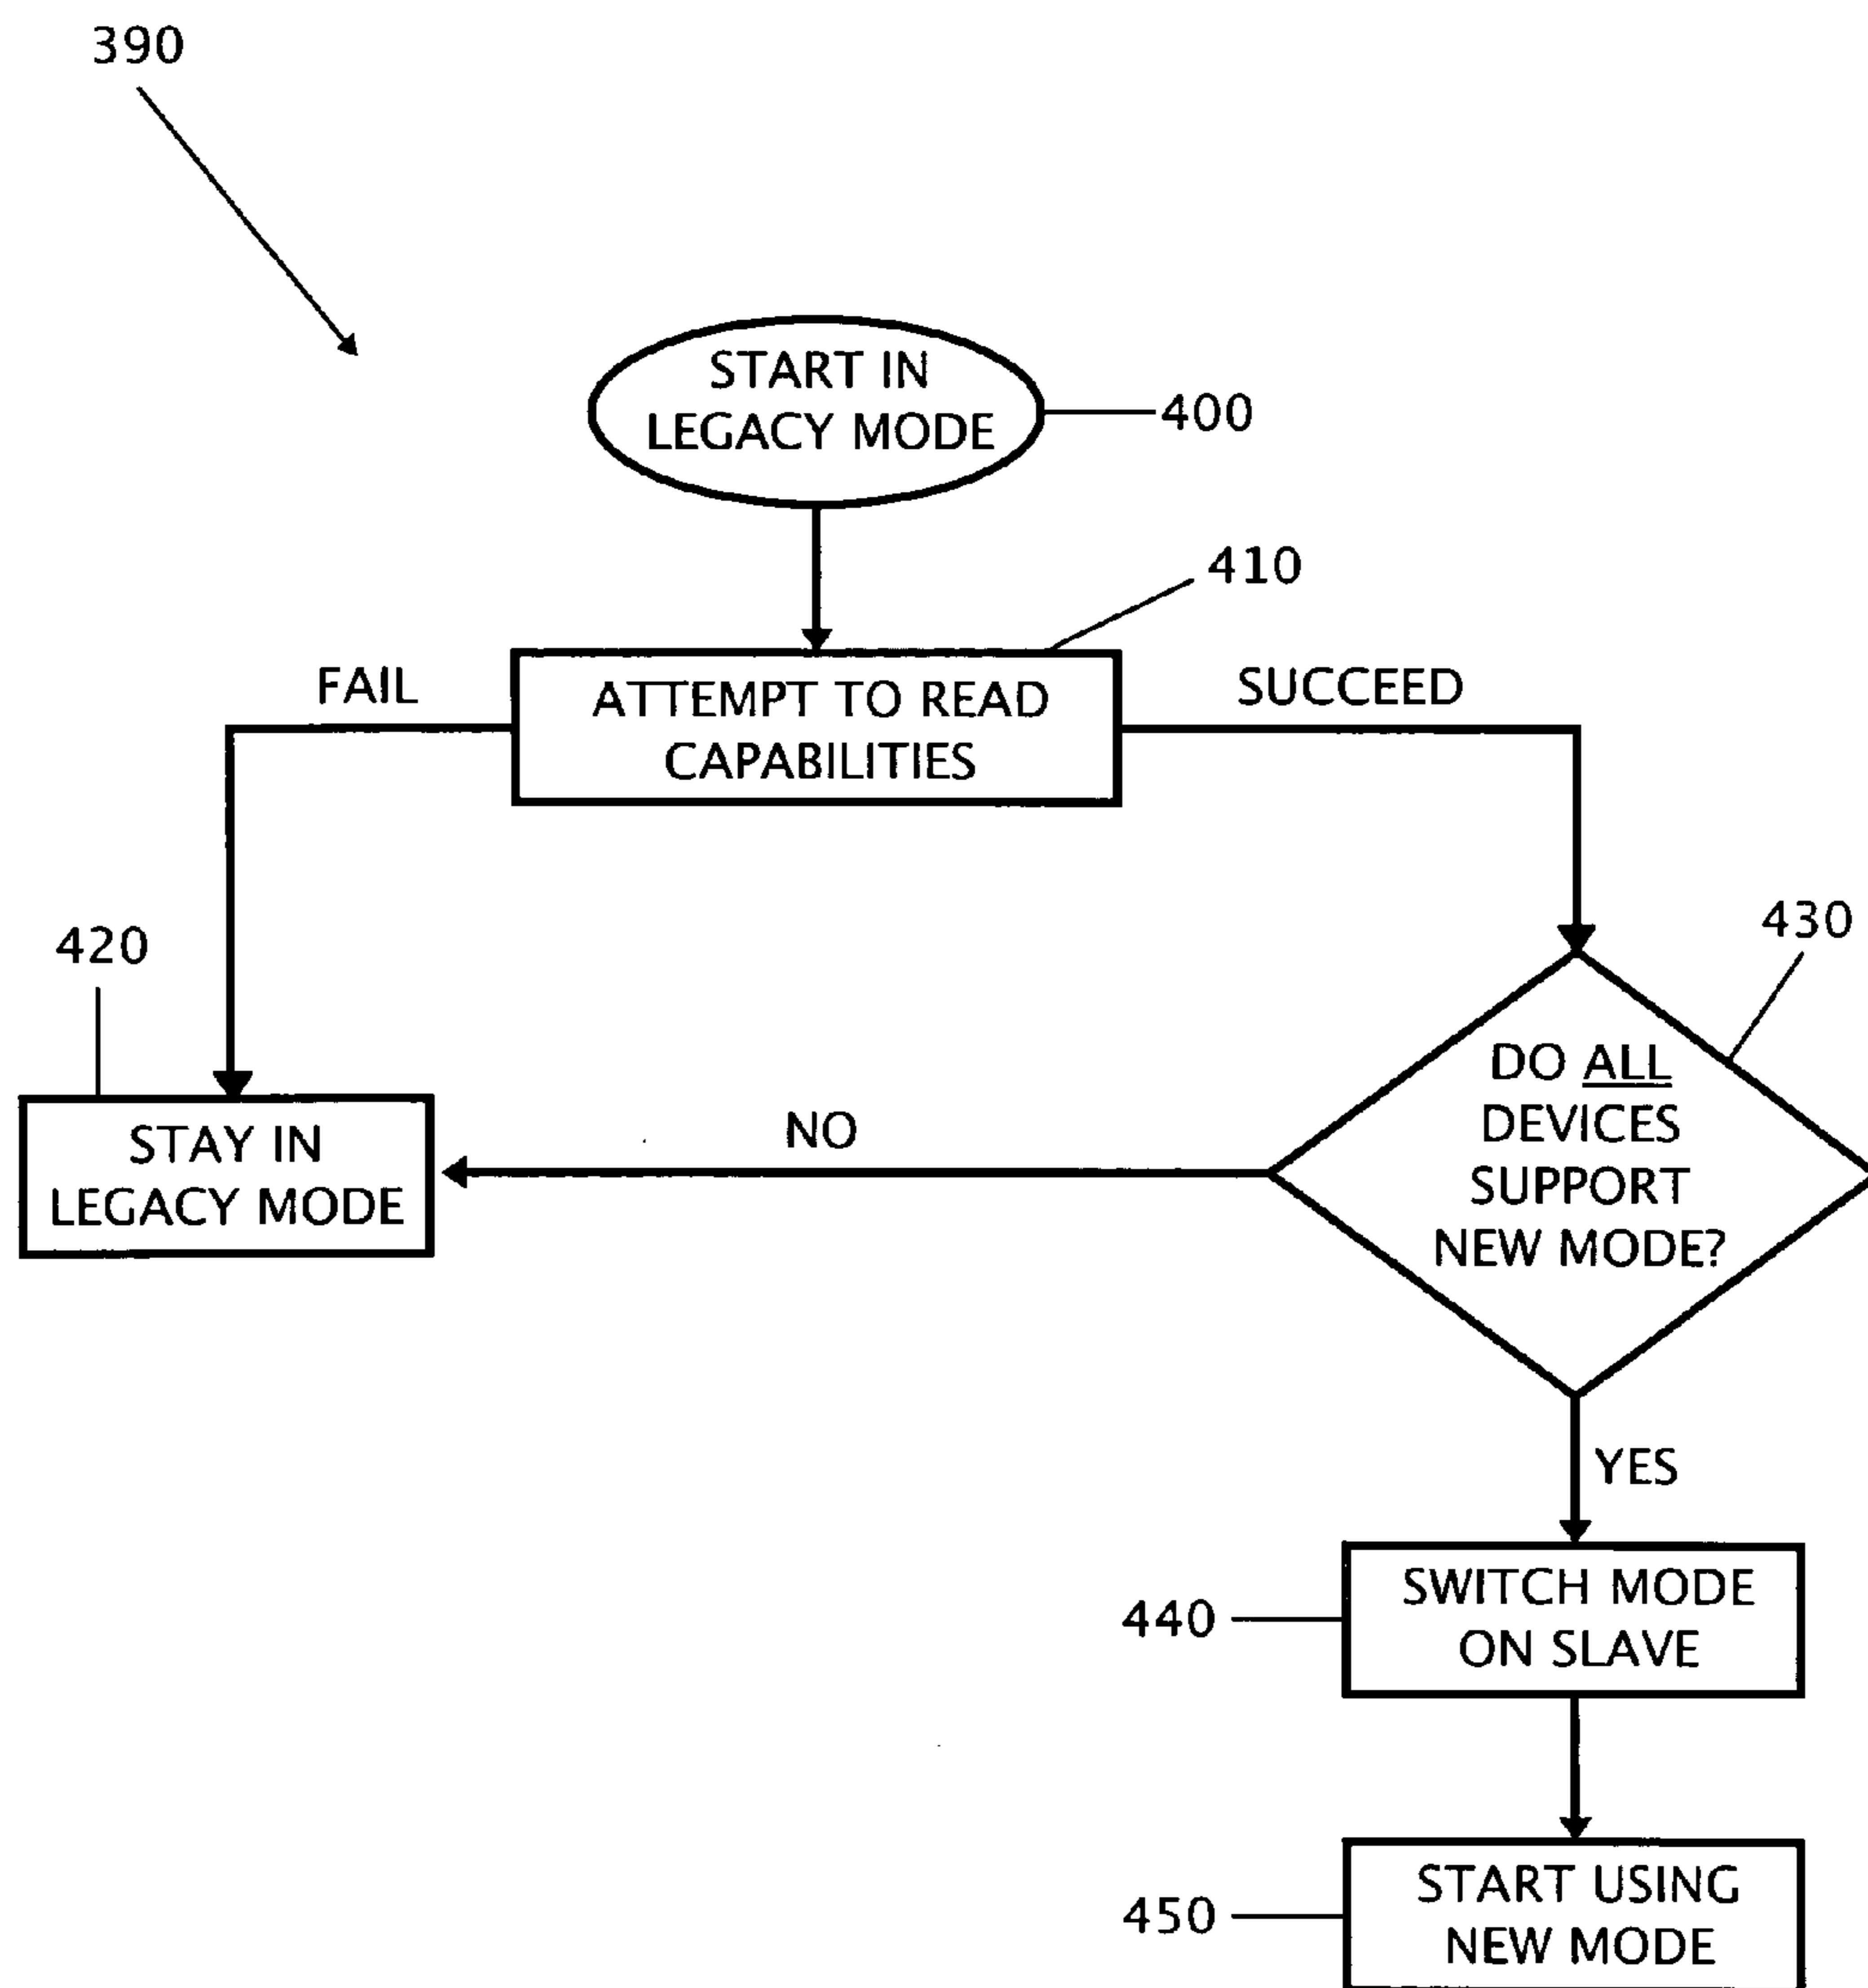 390
START IN
LEGACY MODE
400
410
FAIL
ATTEMPT TO READ
CAPABILITIES
SUCCEED
420
430
STAY IN
LEGACY MODE
NO
DO ALL
DEVICES
SUPPORT
NEW MODE?
YES
440
SWITCH MODE
ON SLAVE
450
START USING
NEW MODE